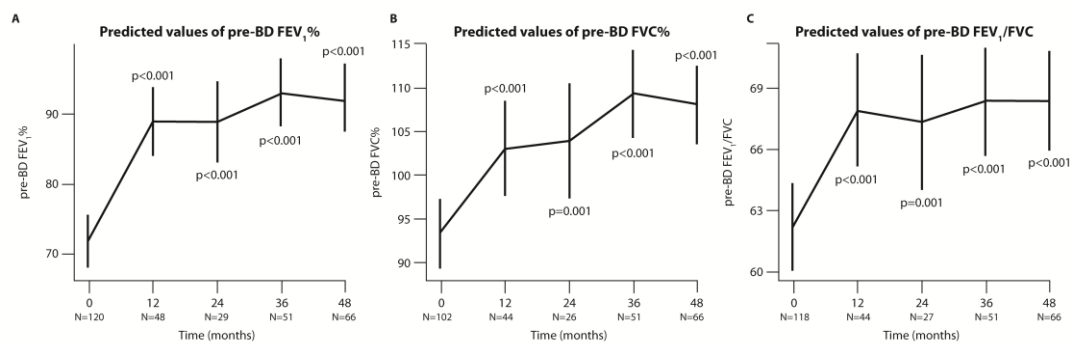 A
Predicted values of pre-BD FEV₁%
pre-BD FEV₁%
90
80
70
p<0.001
p<0.001
p<0.001
p<0.001
0 12 24 36 48
N=120 N=48 N=29 N=51 N=66
Time (months)
B
Predicted values of pre-BD FVC%
pre-BD FVC%
115
110
105
100
95
90
p<0.001
p=0.001
p<0.001
p<0.001
0 12 24 36 48
N=102 N=44 N=26 N=51 N=66
Time (months)
C
Predicted values of pre-BD FEV₁/FVC
pre-BD FEV₁/FVC
69
66
63
60
p<0.001
p=0.001
p<0.001
p<0.001
0 12 24 36 48
N=118 N=44 N=27 N=51 N=66
Time (months)